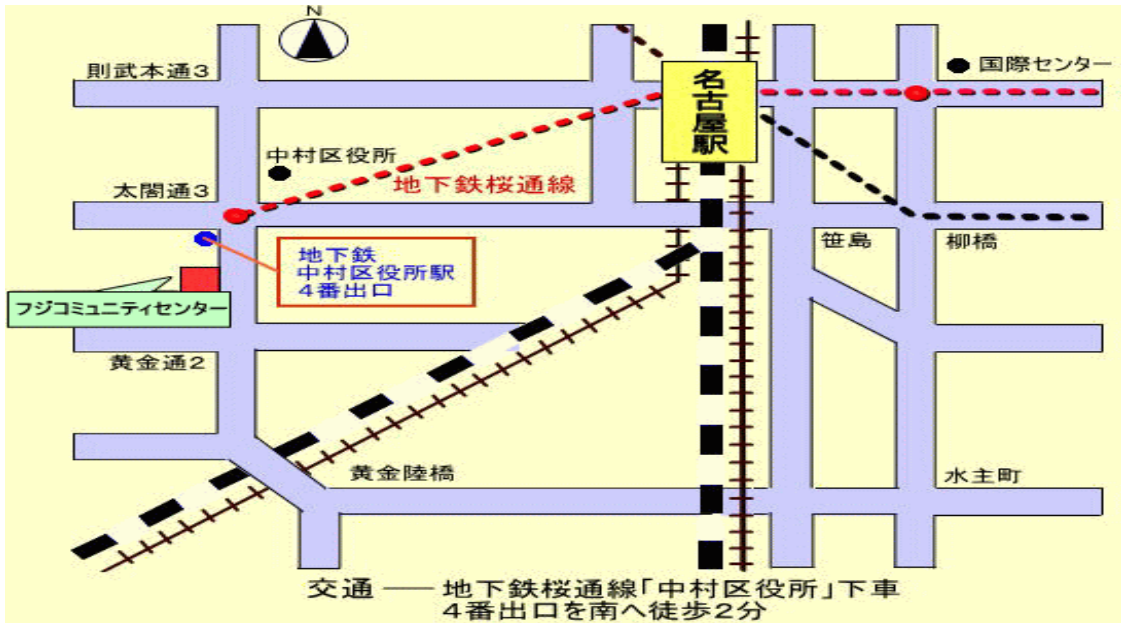 N
則武本通3
名古屋駅
国際センター
中村区役所
太閤通3
地下鉄桜通線
笹島
柳橋
地下鉄
中村区役所駅
4番出口
フジコミュニティセンター
黄金通2
黄金陸橋
水主町
交通 ── 地下鉄桜通線「中村区役所」下車
4番出口を南へ徒歩2分